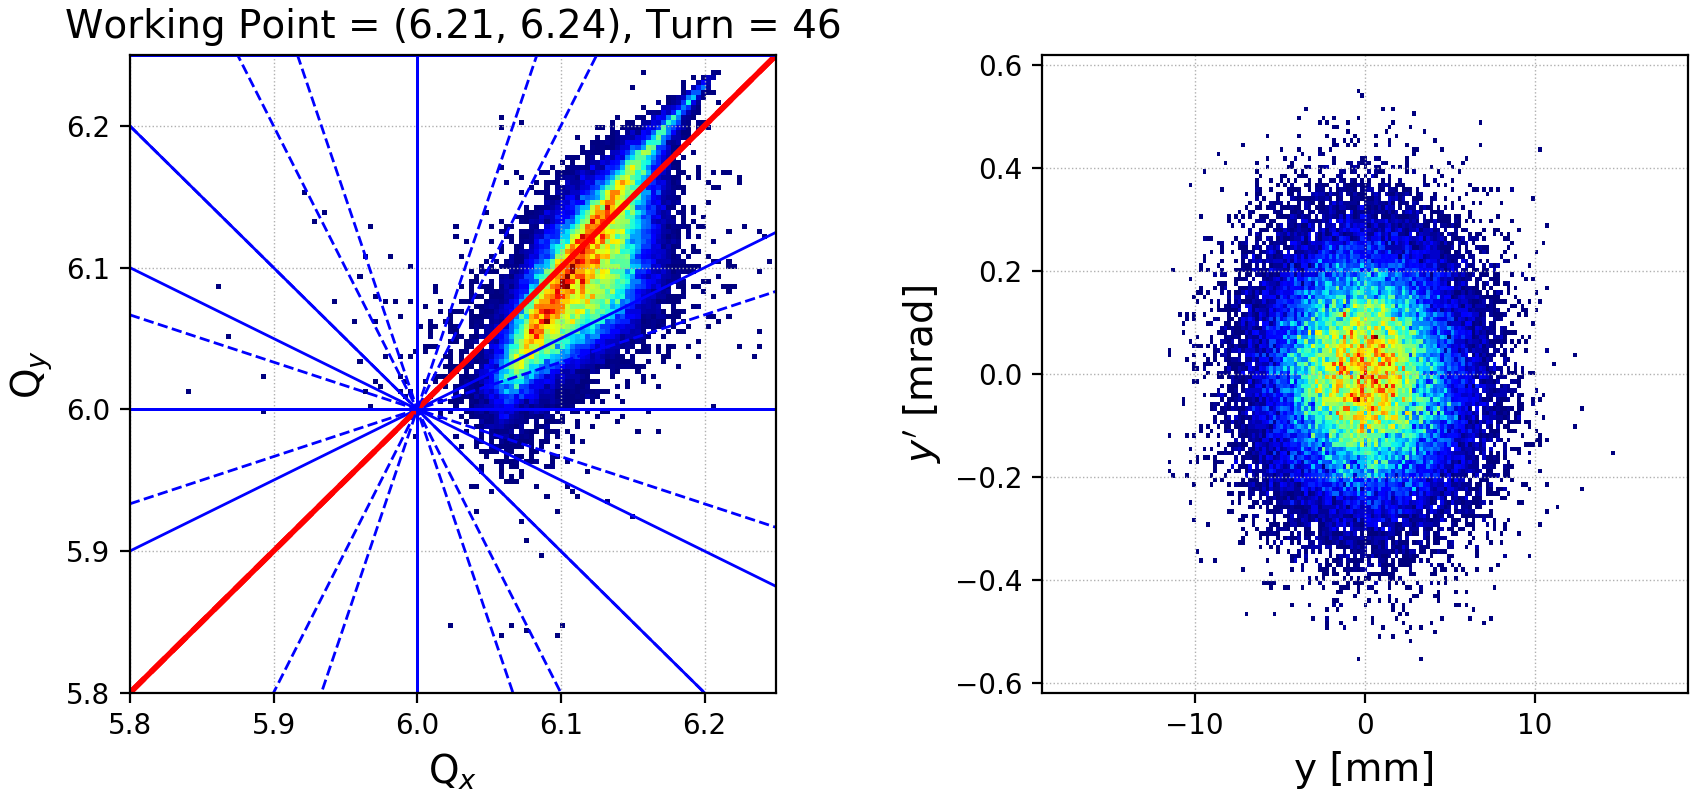 Working Point = (6.21, 6.24), Turn = 46
6.2
6.1
6.0
5.9
5.8
Qy
5.8 5.9 6.0 6.1 6.2
Qx
0.6
0.4
0.2
0.0
−0.2
−0.4
−0.6
y′ [mrad]
−10 0 10
y [mm]